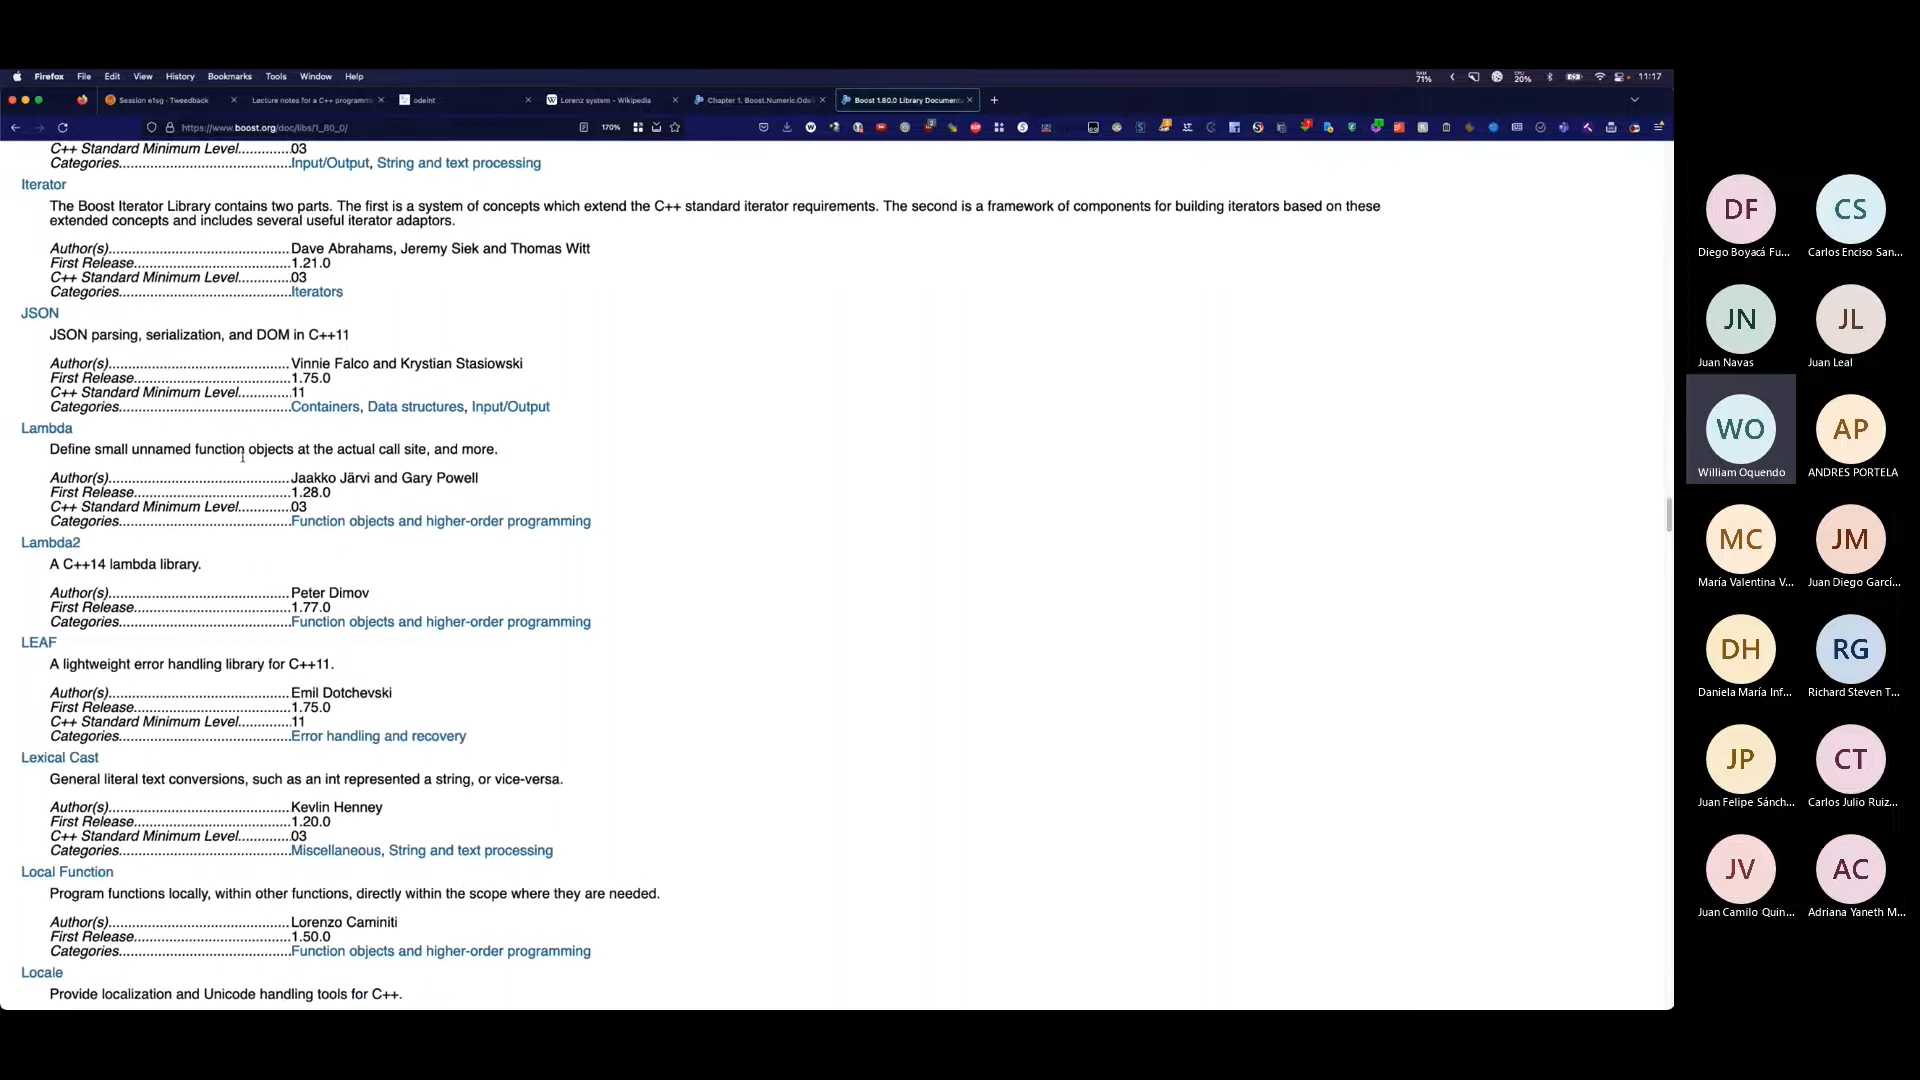 Firefox File Edit View History Bookmarks Tools Window Help
71% 20% 11:17
Session e1sg - Tweedback
Lecture notes for a C++ programmi
odeint
Lorenz system - Wikipedia
Chapter 1. Boost.Numeric.Ode
Boost 1.80.0 Library Document
https://www.boost.org/doc/libs/1_80_0/
170%
C++ Standard Minimum Level.............03
Categories...........................................Input/Output, String and text processing
Iterator
The Boost Iterator Library contains two parts. The first is a system of concepts which extend the C++ standard iterator requirements. The second is a framework of components for building iterators based on these
extended concepts and includes several useful iterator adaptors.
Author(s).............................................Dave Abrahams, Jeremy Siek and Thomas Witt
First Release.......................................1.21.0
C++ Standard Minimum Level.............03
Categories...........................................Iterators
JSON
JSON parsing, serialization, and DOM in C++11
Author(s).............................................Vinnie Falco and Krystian Stasiowski
First Release.......................................1.75.0
C++ Standard Minimum Level.............11
Categories...........................................Containers, Data structures, Input/Output
Lambda
Define small unnamed function objects at the actual call site, and more.
Author(s).............................................Jaakko Järvi and Gary Powell
First Release.......................................1.28.0
C++ Standard Minimum Level.............03
Categories...........................................Function objects and higher-order programming
Lambda2
A C++14 lambda library.
Author(s).............................................Peter Dimov
First Release.......................................1.77.0
Categories...........................................Function objects and higher-order programming
LEAF
A lightweight error handling library for C++11.
Author(s).............................................Emil Dotchevski
First Release.......................................1.75.0
C++ Standard Minimum Level.............11
Categories...........................................Error handling and recovery
Lexical Cast
General literal text conversions, such as an int represented a string, or vice-versa.
Author(s).............................................Kevlin Henney
First Release.......................................1.20.0
C++ Standard Minimum Level.............03
Categories...........................................Miscellaneous, String and text processing
Local Function
Program functions locally, within other functions, directly within the scope where they are needed.
Author(s).............................................Lorenzo Caminiti
First Release.......................................1.50.0
Categories...........................................Function objects and higher-order programming
Locale
Provide localization and Unicode handling tools for C++.
DF CS
Diego Boyacá Fu... Carlos Enciso San...
JN JL
Juan Navas Juan Leal
WO AP
William Oquendo ANDRES PORTELA
MC JM
María Valentina V... Juan Diego Garcí...
DH RG
Daniela María Inf... Richard Steven T...
JP CT
Juan Felipe Sánch... Carlos Julio Ruiz...
JV AC
Juan Camilo Quin... Adriana Yaneth M...